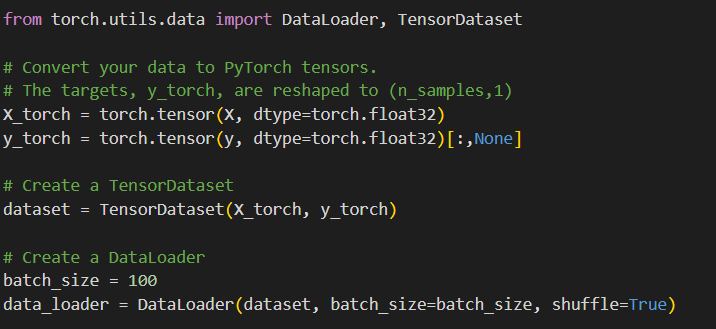 from torch.utils.data import DataLoader, TensorDataset
# Convert your data to PyTorch tensors.
# The targets, y_torch, are reshaped to (n_samples,1)
X_torch = torch.tensor(X, dtype=torch.float32)
y_torch = torch.tensor(y, dtype=torch.float32)[:,None]
# Create a TensorDataset
dataset = TensorDataset(X_torch, y_torch)
# Create a DataLoader
batch_size = 100
data_loader = DataLoader(dataset, batch_size=batch_size, shuffle=True)